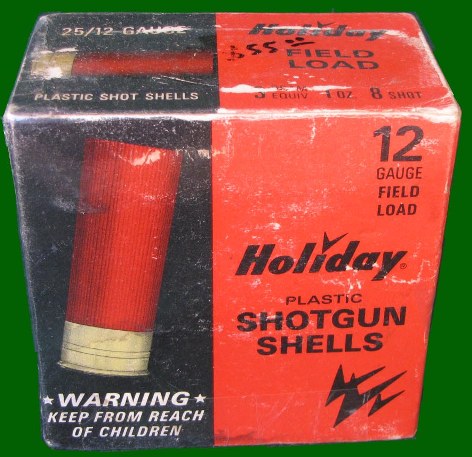 25/12 GAUGE
PLASTIC SHOT SHELLS
Holiday
FIELD
LOAD
EQUIV 1 OZ 8 SHOT
12
GAUGE
FIELD
LOAD
Holiday®
PLASTIC
SHOTGUN
SHELLS
★WARNING★
KEEP FROM REACH
OF CHILDREN